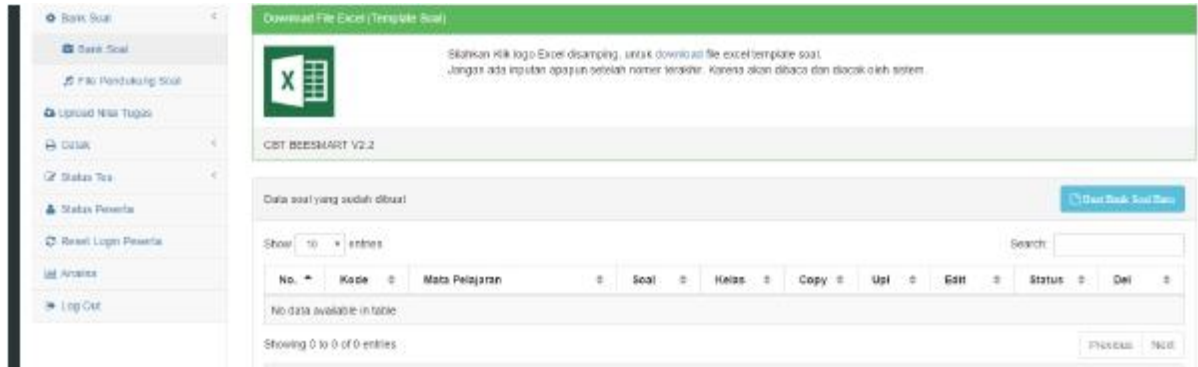 Bank Soal
Bank Soal
File Pendukung Soal
Upload Nilai Tugas
Cetak
Status Tes
Status Peserta
Reset Login Peserta
Analisa
Log Out
Download File Excel (Template Soal)
Silahkan Klik logo Excel disamping, untuk download file excel template soal.
Jangan ada inputan apapun setelah nomer terakhir. Karena akan dibaca dan diacak oleh sistem.
CBT BEESMART V2.2
Data soal yang sudah dibuat
Buat Bank Soal Baru
Show 10 entries
Search:
No. Kode Mata Pelajaran Soal Kelas Copy Upl Edit Status Del
No data available in table
Showing 0 to 0 of 0 entries
Previous Next